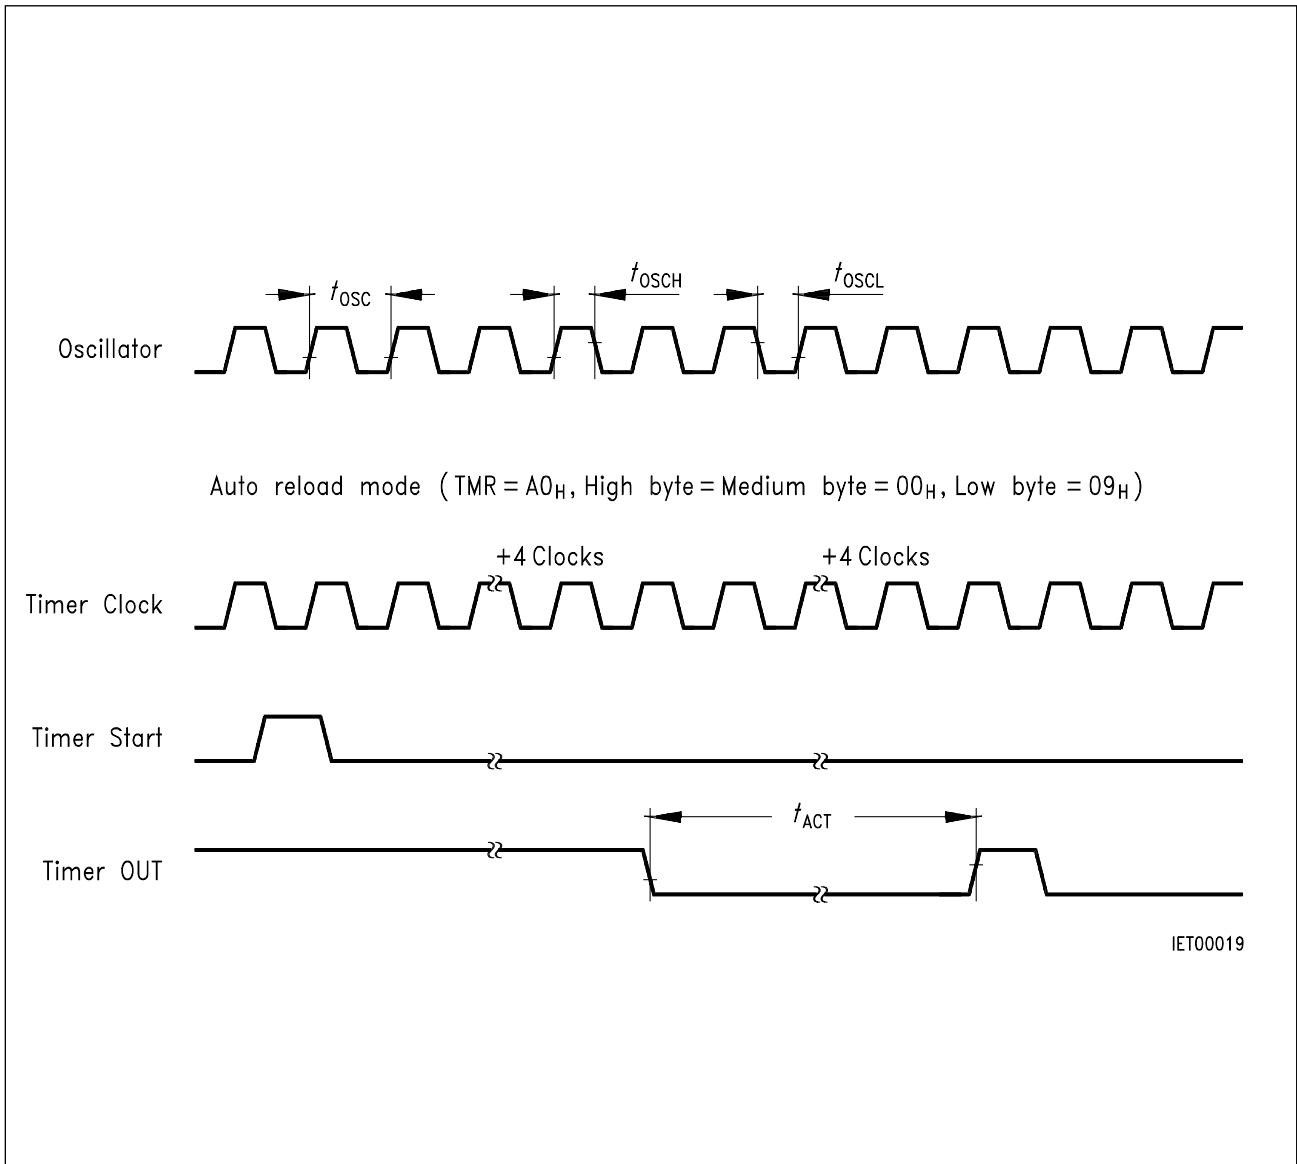 tOSC
tOSCH
tOSCL
Oscillator
Auto reload mode (TMR = A0H, High byte = Medium byte = 00H, Low byte = 09H)
+4 Clocks
+4 Clocks
Timer Clock
Timer Start
tACT
Timer OUT
IET00019